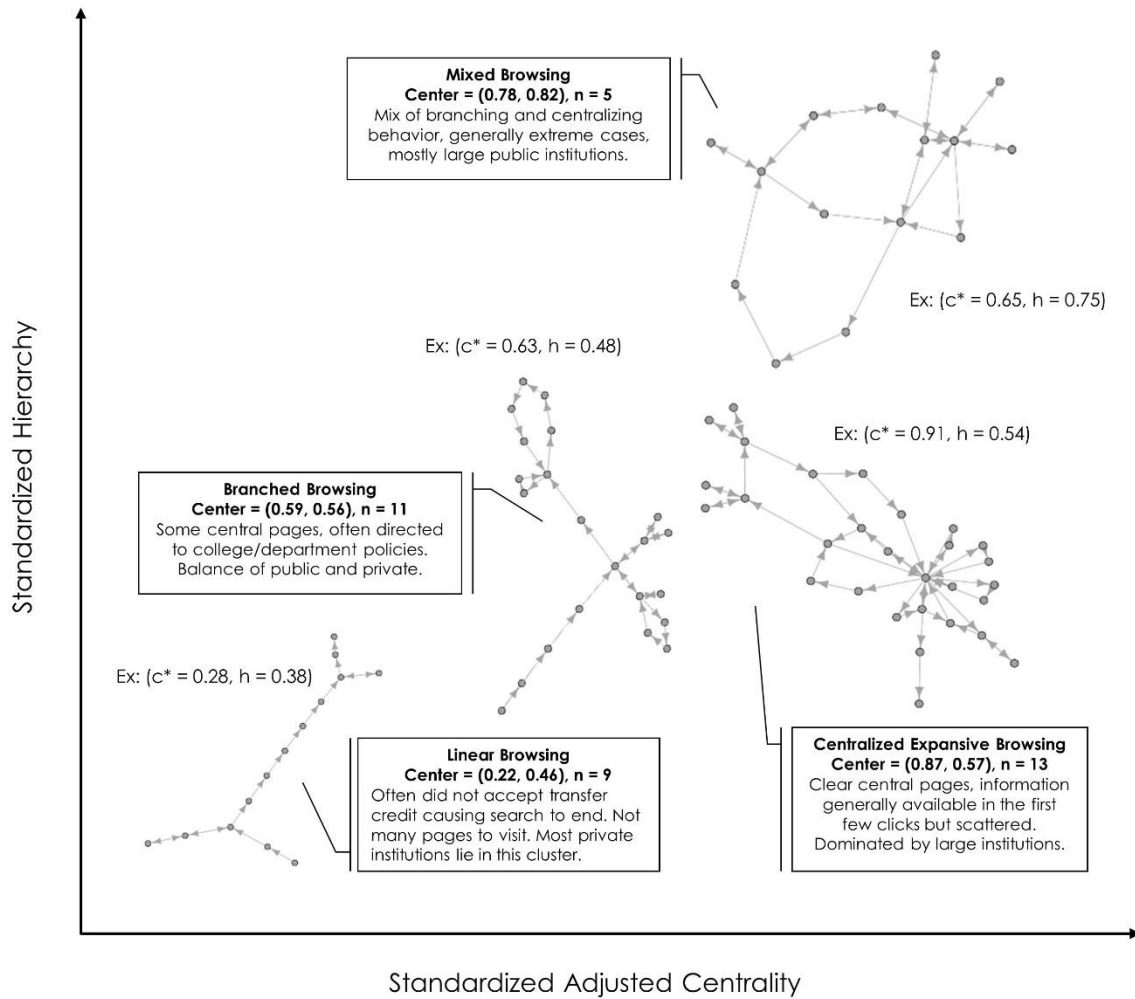 Mixed Browsing
Center = (0.78, 0.82), n = 5
Mix of branching and centralizing
behavior, generally extreme cases,
mostly large public institutions.
Ex: (c* = 0.65, h = 0.75)
Ex: (c* = 0.63, h = 0.48)
Ex: (c* = 0.91, h = 0.54)
Branched Browsing
Center = (0.59, 0.56), n = 11
Some central pages, often directed
to college/department policies.
Balance of public and private.
Ex: (c* = 0.28, h = 0.38)
Linear Browsing
Center = (0.22, 0.46), n = 9
Often did not accept transfer
credit causing search to end. Not
many pages to visit. Most private
institutions lie in this cluster.
Centralized Expansive Browsing
Center = (0.87, 0.57), n = 13
Clear central pages, information
generally available in the first
few clicks but scattered.
Dominated by large institutions.
Standardized Hierarchy
Standardized Adjusted Centrality